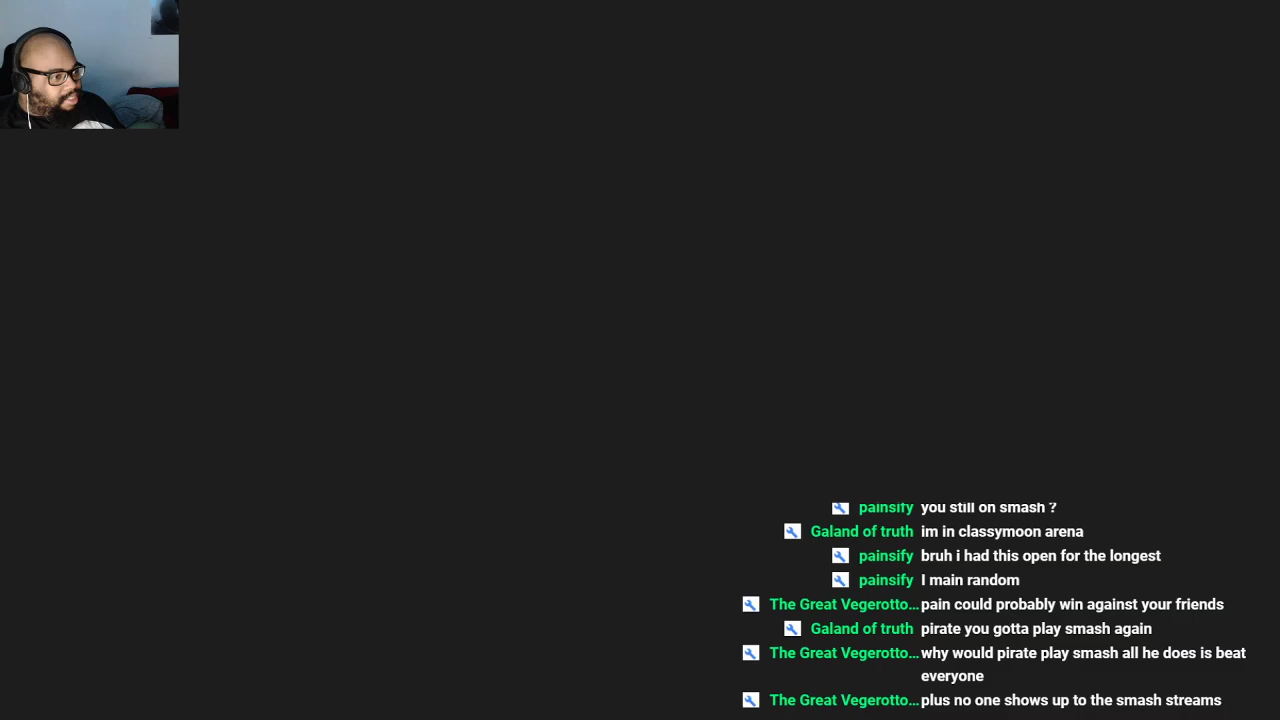 painsify you still on smash ?
Galand of truth im in classymoon arena
painsify bruh i had this open for the longest
painsify I main random
The Great Vegerotto... pain could probably win against your friends
Galand of truth pirate you gotta play smash again
The Great Vegerotto... why would pirate play smash all he does is beat
everyone
The Great Vegerotto... plus no one shows up to the smash streams